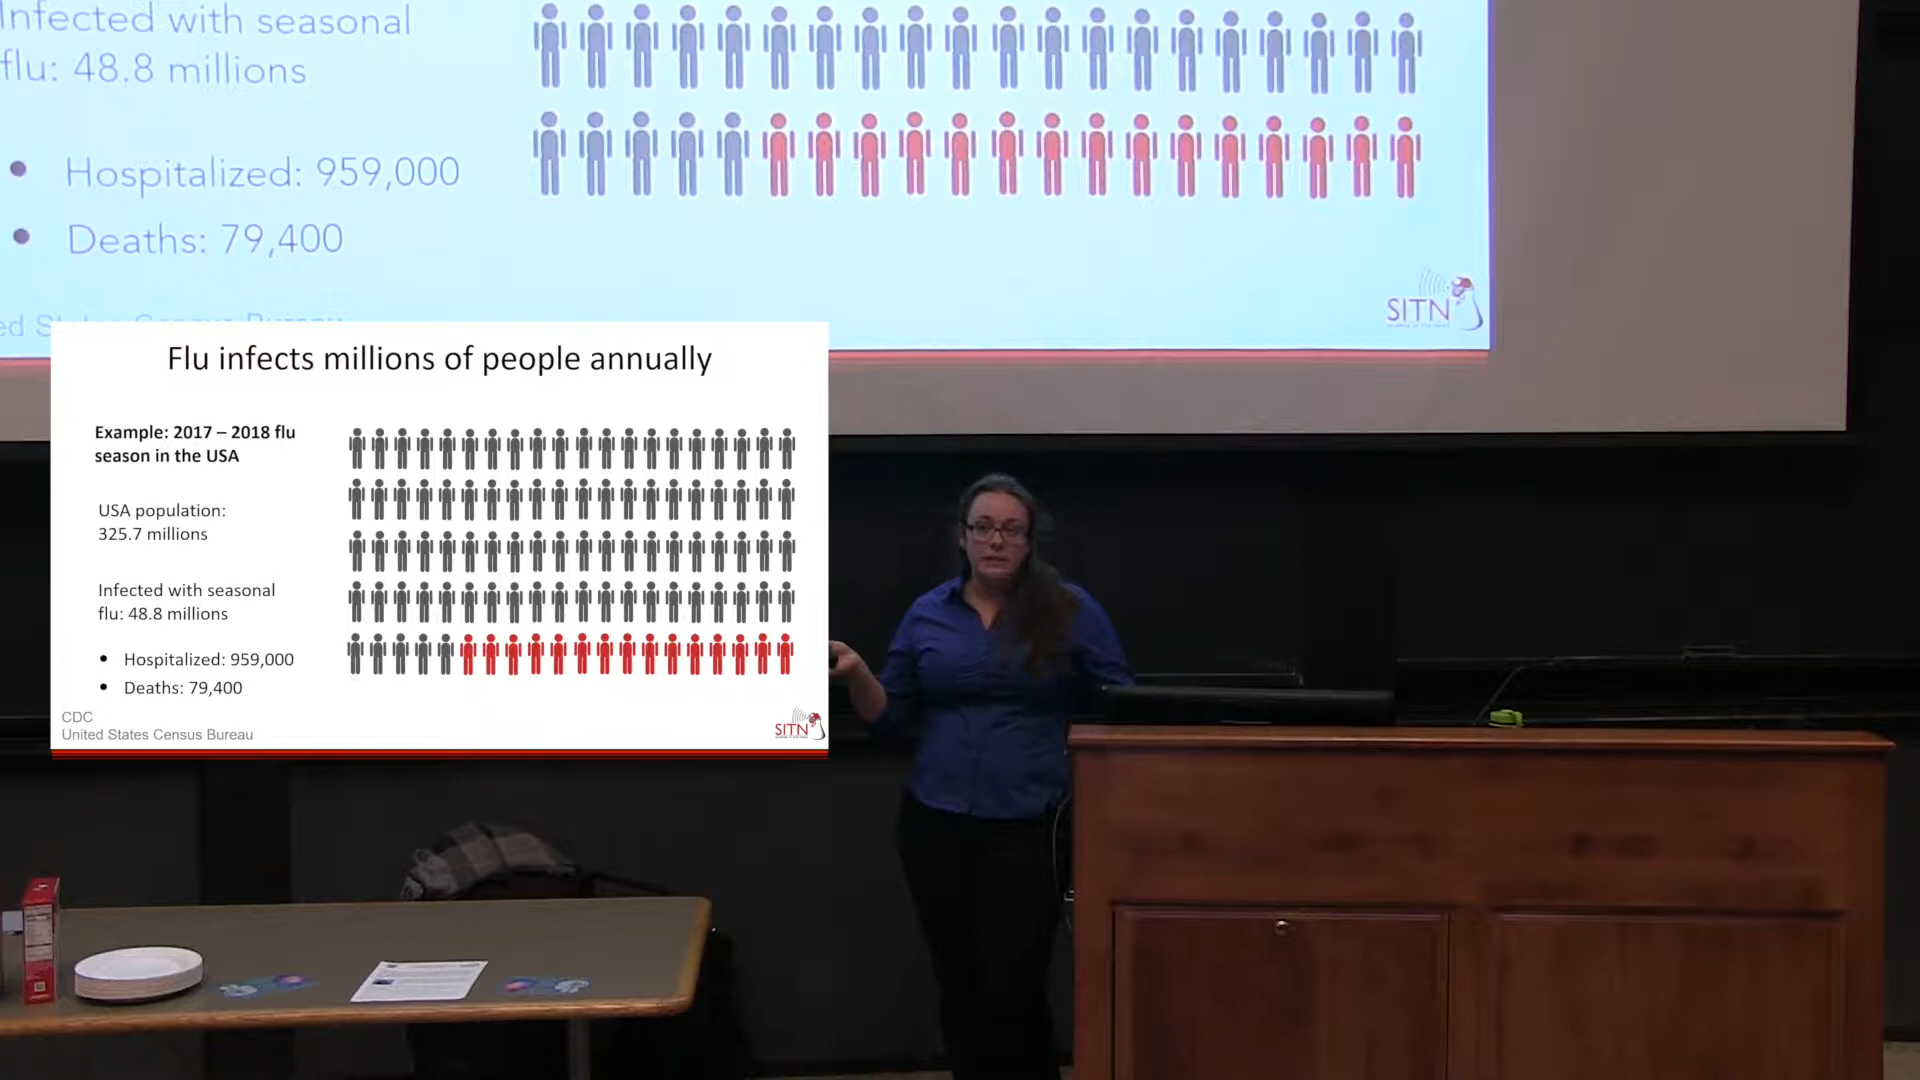 Infected with seasonal
flu: 48.8 millions
• Hospitalized: 959,000
• Deaths: 79,400
SITN
Flu infects millions of people annually
Example: 2017 – 2018 flu
season in the USA
USA population:
325.7 millions
Infected with seasonal
flu: 48.8 millions
• Hospitalized: 959,000
• Deaths: 79,400
CDC
United States Census Bureau
SITN